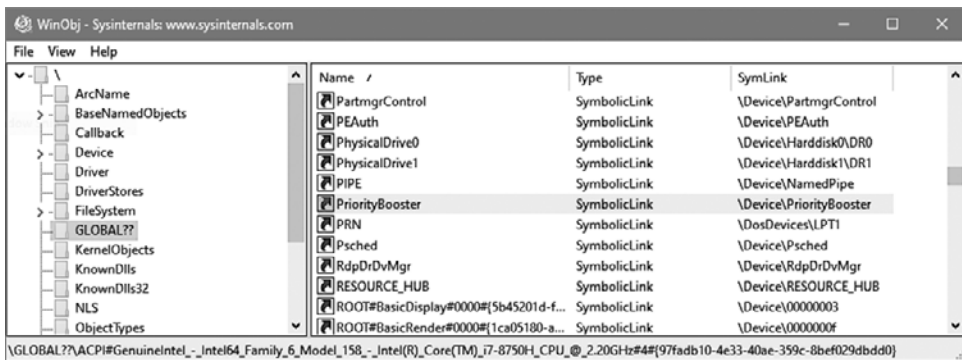 WinObj - Sysinternals: www.sysinternals.com
File View Help
\
ArcName
BaseNamedObjects
Callback
Device
Driver
DriverStores
FileSystem
GLOBAL??
KernelObjects
KnownDlls
KnownDlls32
NLS
ObjectTypes
Name Type SymLink
PartmgrControl SymbolicLink \Device\PartmgrControl
PEAuth SymbolicLink \Device\PEAuth
PhysicalDrive0 SymbolicLink \Device\Harddisk0\DR0
PhysicalDrive1 SymbolicLink \Device\Harddisk1\DR1
PIPE SymbolicLink \Device\NamedPipe
PriorityBooster SymbolicLink \Device\PriorityBooster
PRN SymbolicLink \DosDevices\LPT1
Psched SymbolicLink \Device\Psched
RdpDrDvMgr SymbolicLink \Device\RdpDrDvMgr
RESOURCE_HUB SymbolicLink \Device\RESOURCE_HUB
ROOT#BasicDisplay#0000#{5b45201d-f... SymbolicLink \Device\00000003
ROOT#BasicRender#0000#{1ca05180-a... SymbolicLink \Device\0000000f
\GLOBAL??\ACPI#GenuineIntel_-_Intel64_Family_6_Model_158_-_Intel(R)_Core(TM)_i7-8750H_CPU_@_2.20GHz#4#{97fadb10-4e33-40ae-359c-8bef029dbdd0}